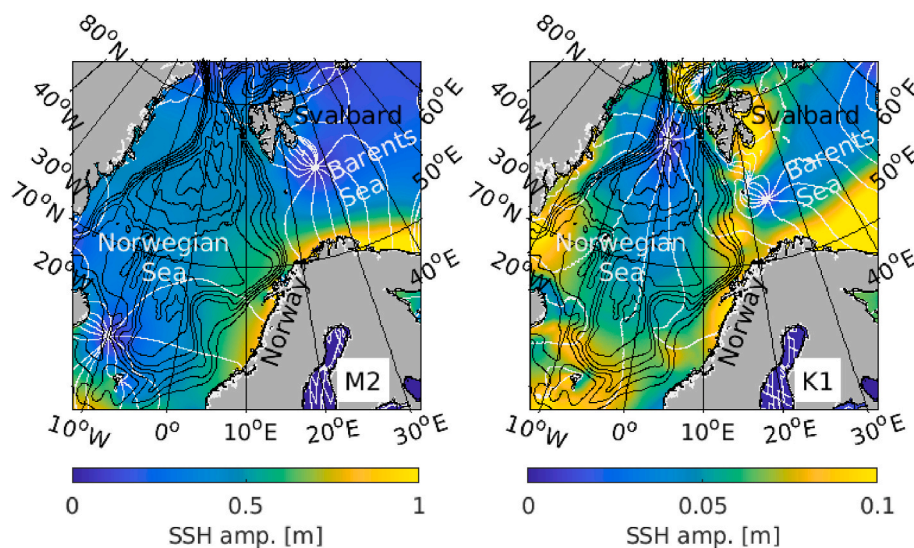 80°N
40°W
30°W
70°N
20°W
10°W
0°
10°E
20°E
30°E
40°E
50°E
60°E
Svalbard
Barents
Sea
Norwegian
Sea
Norway
M2
0
0.5
1
SSH amp. [m]
80°N
40°W
30°W
70°N
20°W
10°W
0°
10°E
20°E
30°E
40°E
50°E
60°E
Svalbard
Barents
Sea
Norwegian
Sea
Norway
K1
0
0.05
0.1
SSH amp. [m]